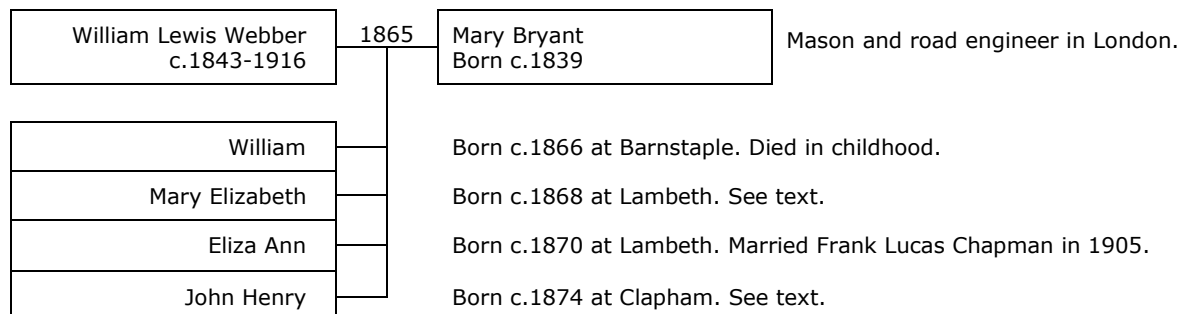 William Lewis Webber
c.1843-1916
1865
Mary Bryant
Born c.1839
Mason and road engineer in London.
William
Born c.1866 at Barnstaple. Died in childhood.
Mary Elizabeth
Born c.1868 at Lambeth. See text.
Eliza Ann
Born c.1870 at Lambeth. Married Frank Lucas Chapman in 1905.
John Henry
Born c.1874 at Clapham. See text.